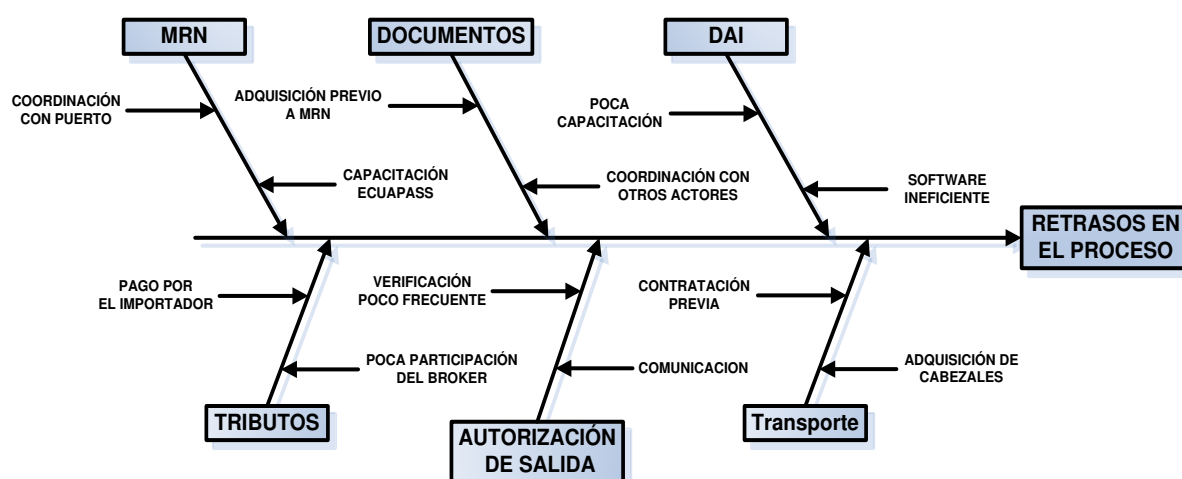 MRN
DOCUMENTOS
DAI
COORDINACIÓN
CON PUERTO
ADQUISICIÓN PREVIO
A MRN
POCA
CAPACITACIÓN
CAPACITACIÓN
ECUAPASS
COORDINACIÓN CON
OTROS ACTORES
SOFTWARE
INEFICIENTE
RETRASOS EN
EL PROCESO
PAGO POR
EL IMPORTADOR
VERIFICACIÓN
POCO FRECUENTE
CONTRATACIÓN
PREVIA
POCA PARTICIPACIÓN
DEL BROKER
COMUNICACION
ADQUISICIÓN DE
CABEZALES
TRIBUTOS
AUTORIZACIÓN
DE SALIDA
Transporte